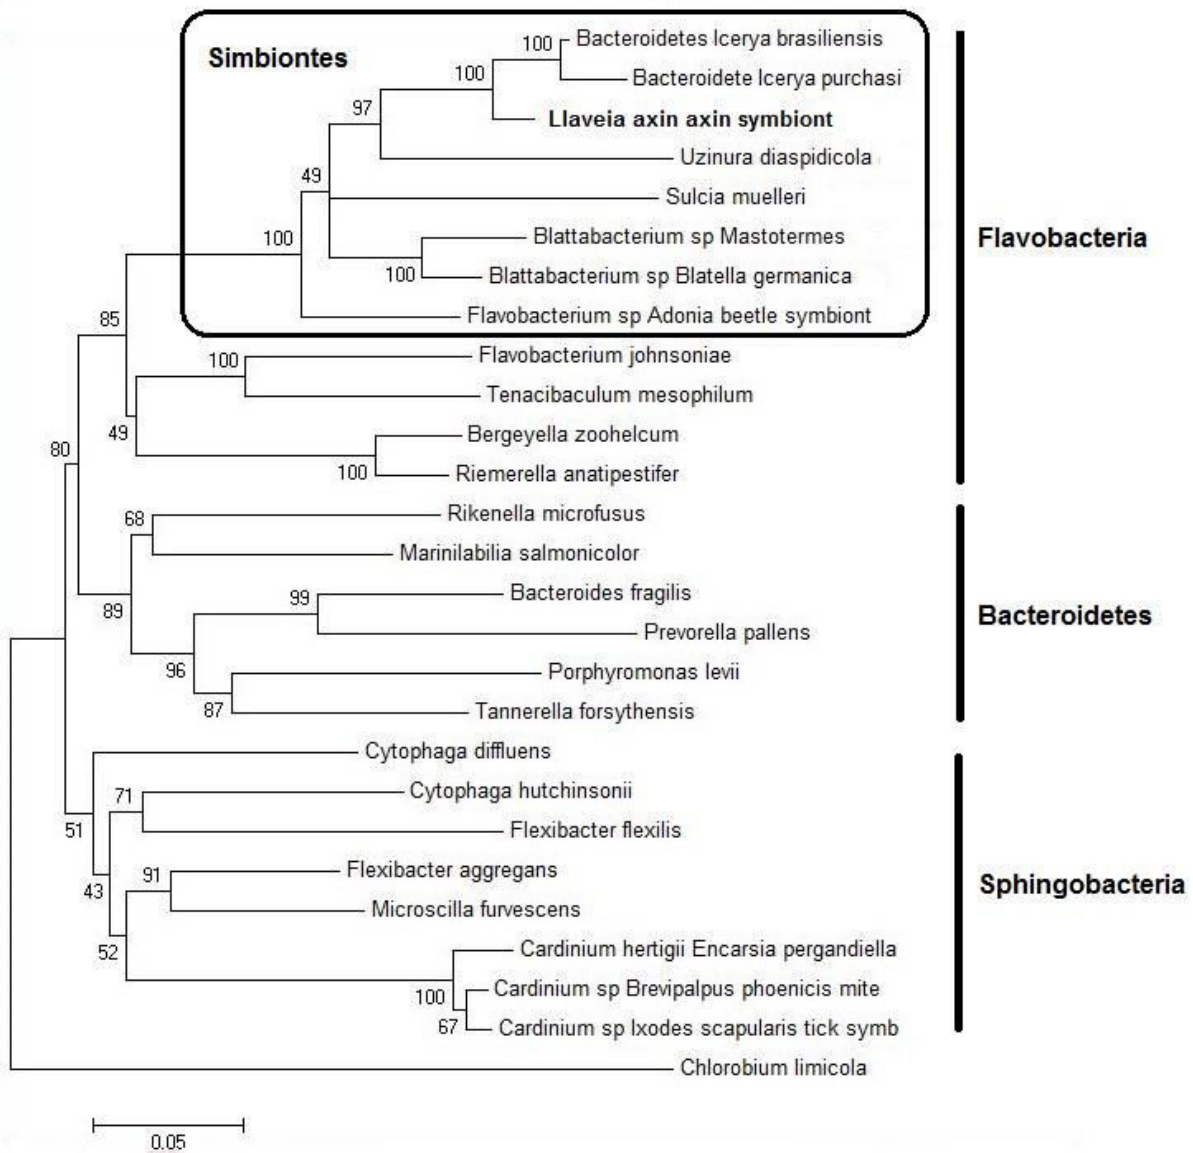 Simbiontes
100
Bacteroidetes Icerya brasiliensis
100
Bacteroidete Icerya purchasi
97
Llaveia axin axin symbiont
Uzinura diaspidicola
49
Sulcia muelleri
100
Blattabacterium sp Mastotermes
Flavobacteria
100
Blattabacterium sp Blatella germanica
85
Flavobacterium sp Adonia beetle symbiont
100
Flavobacterium johnsoniae
Tenacibaculum mesophilum
49
Bergeyella zoohelcum
80
100
Riemerella anatipestifer
68
Rikenella microfusus
Marinilabilia salmonicolor
99
Bacteroides fragilis
89
Bacteroidetes
Prevorella pallens
96
Porphyromonas levii
87
Tannerella forsythensis
Cytophaga diffluens
71
Cytophaga hutchinsonii
51
Flexibacter flexilis
91
Flexibacter aggregans
43
Sphingobacteria
Microscilla furvescens
52
Cardinium hertigii Encarsia pergandiella
100
Cardinium sp Brevipalpus phoenicis mite
67
Cardinium sp Ixodes scapularis tick symb
Chlorobium limicola
0.05